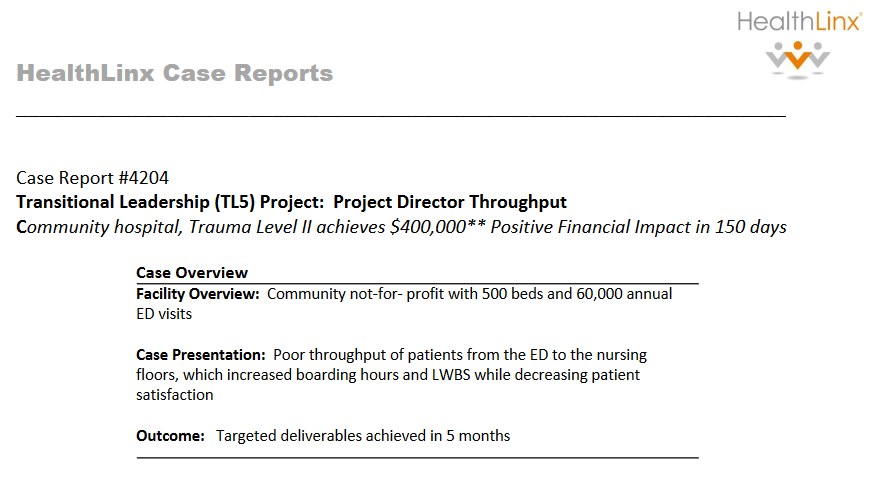 HealthLinx®
HealthLinx Case Reports
Case Report #4204
Transitional Leadership (TL5) Project:  Project Director Throughput
Community hospital, Trauma Level II achieves $400,000** Positive Financial Impact in 150 days
Case Overview
Facility Overview:  Community not-for- profit with 500 beds and 60,000 annual
ED visits
Case Presentation:  Poor throughput of patients from the ED to the nursing
floors, which increased boarding hours and LWBS while decreasing patient
satisfaction
Outcome:   Targeted deliverables achieved in 5 months